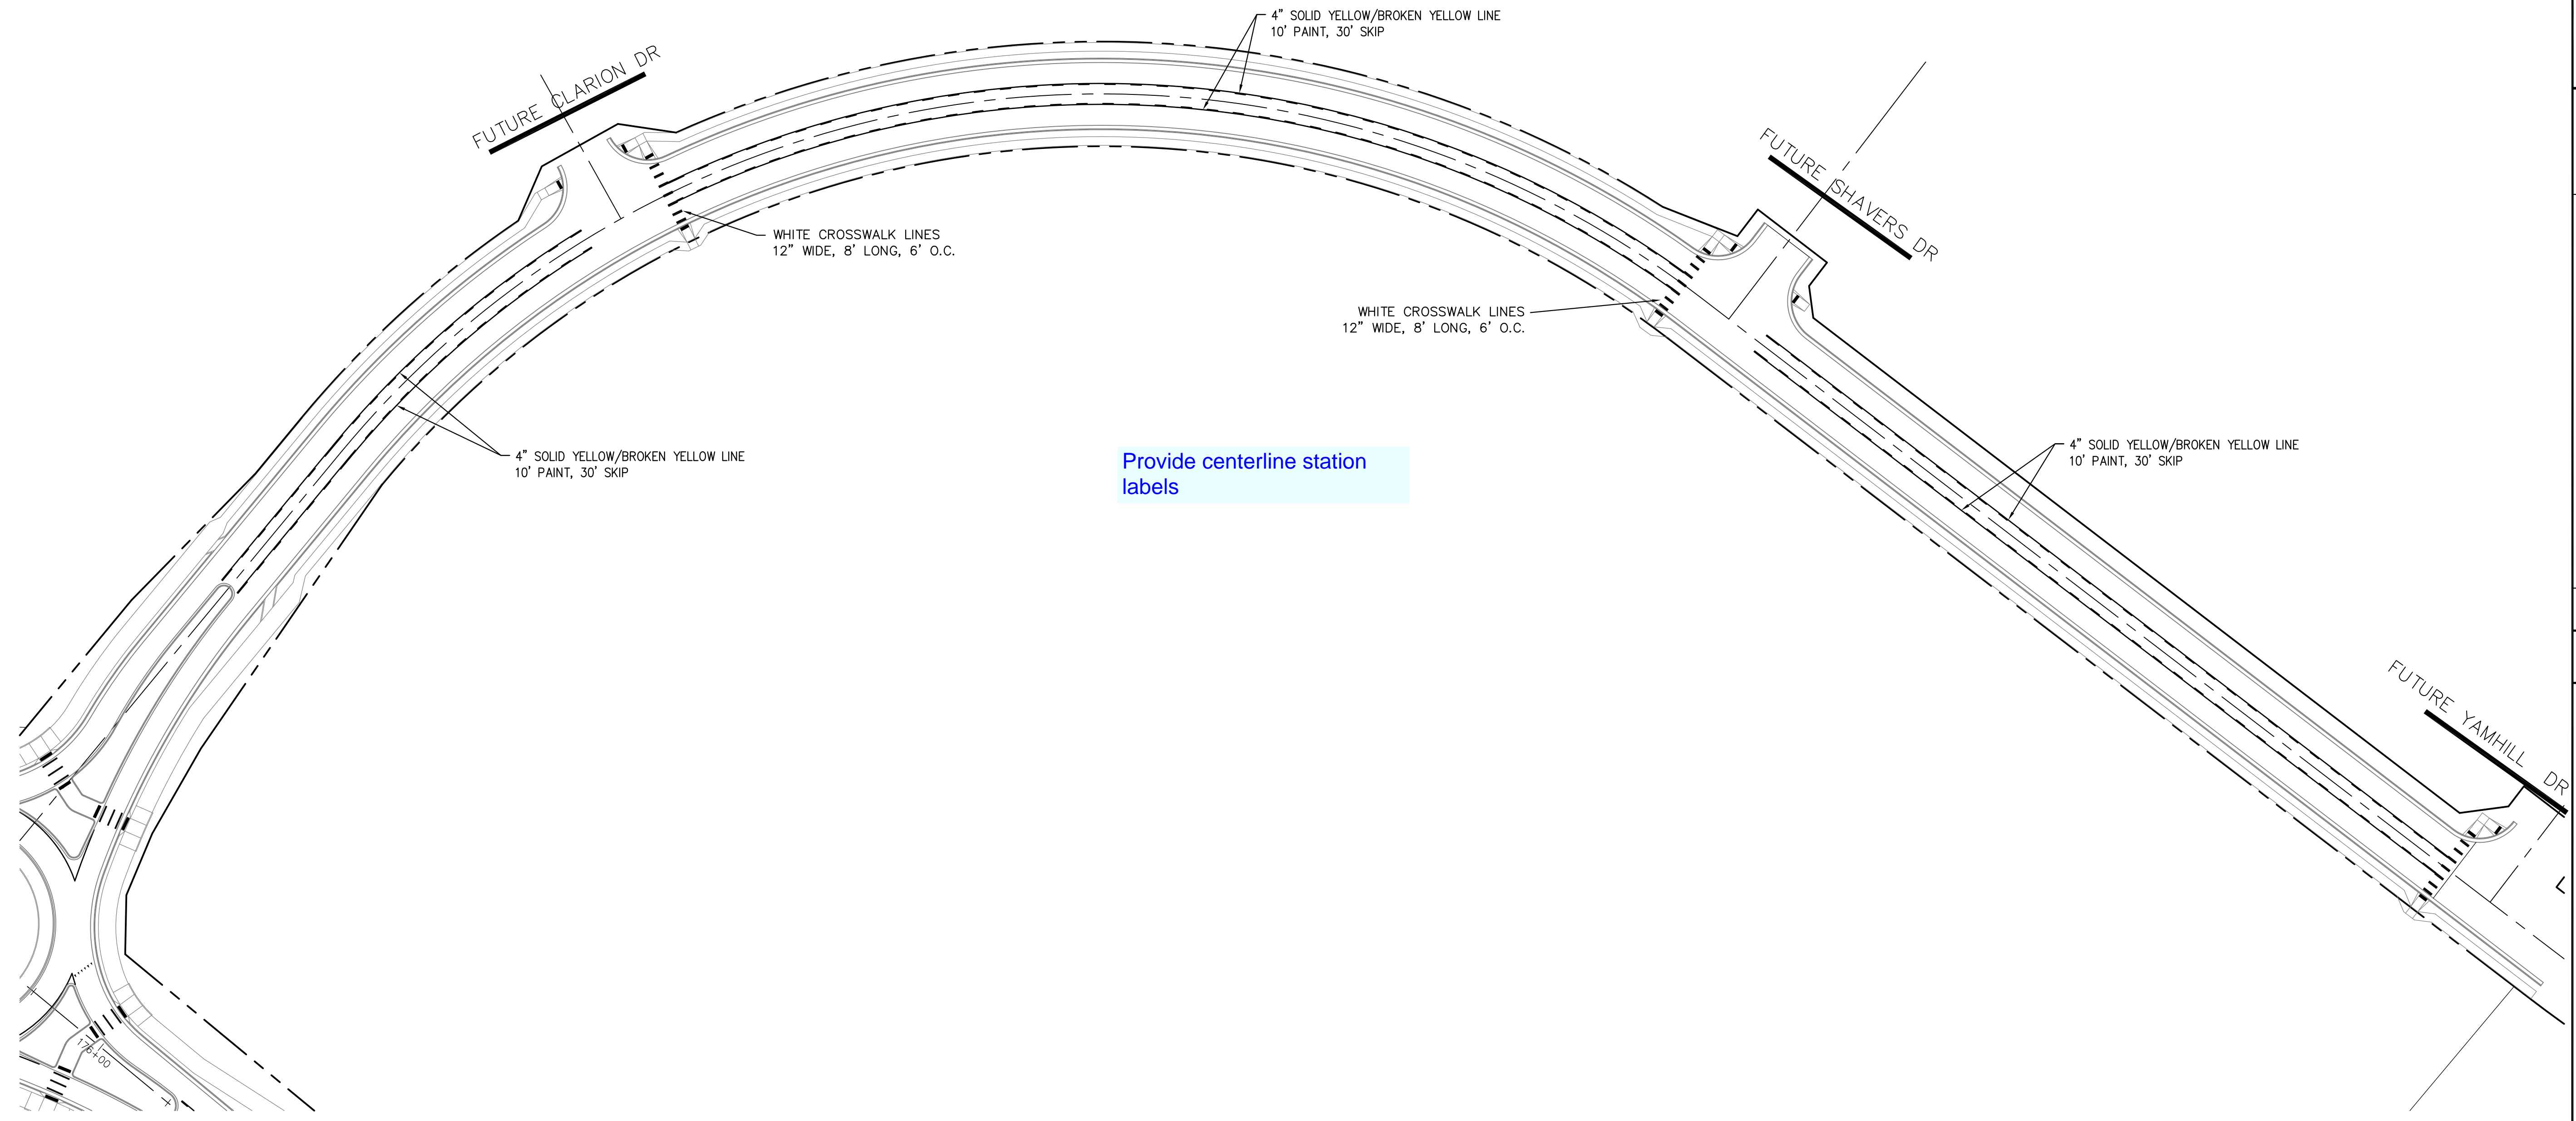 4” SOLID YELLOW/BROKEN YELLOW LINE
10’ PAINT, 30’ SKIP
FUTURE CLARION DR
FUTURE SHAVERS DR
WHITE CROSSWALK LINES
12” WIDE, 8’ LONG, 6’ O.C.
WHITE CROSSWALK LINES
12” WIDE, 8’ LONG, 6’ O.C.
4” SOLID YELLOW/BROKEN YELLOW LINE
10’ PAINT, 30’ SKIP
Provide centerline station
labels
4” SOLID YELLOW/BROKEN YELLOW LINE
10’ PAINT, 30’ SKIP
FUTURE YAMHILL DR
176+00